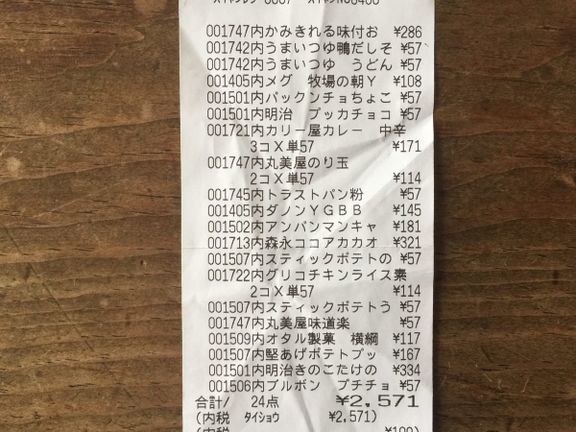 001747内かみきれる味付お ¥286
001742内うまいつゆ鴨だしそ ¥57
001742内うまいつゆ うどん ¥57
001405内メグ 牧場の朝Y ¥108
001501内パックンチョちょこ ¥57
001501内明治 プッカチョコ ¥57
001721内カリー屋カレー 中辛
3コX単57 ¥171
001747内丸美屋のり玉
2コX単57 ¥114
001745内トラストパン粉 ¥57
001405内ダノンYGBB ¥145
001502内アンパンマンキャ ¥181
001713内森永ココアカカオ ¥321
001507内スティックポテトの ¥57
001722内グリコチキンライス素
2コX単57 ¥114
001507内スティックポテトう ¥57
001747内丸美屋味道楽 ¥57
001509内オタル製菓 横綱 ¥117
001507内堅あげポテトブッ ¥167
001501内明治きのこたけの ¥334
001506内ブルボン プチチョ ¥57
合計/ 24点 ¥2,571
(内税 タイショウ ¥2,571)